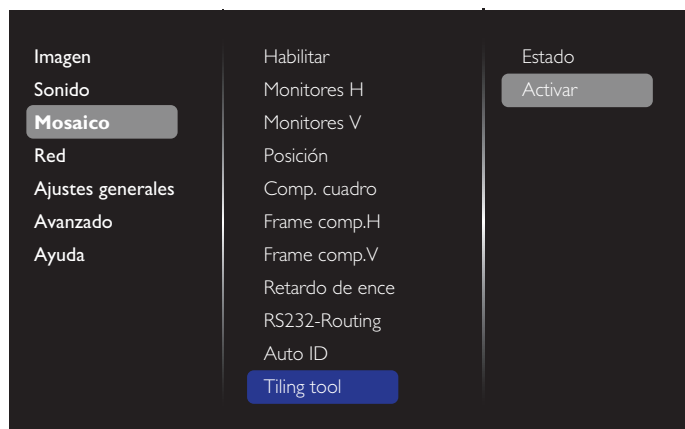 Imagen
Sonido
Mosaico
Red
Ajustes generales
Avanzado
Ayuda
Habilitar
Monitores H
Monitores V
Posición
Comp. cuadro
Frame comp.H
Frame comp.V
Retardo de ence
RS232-Routing
Auto ID
Tiling tool
Estado
Activar